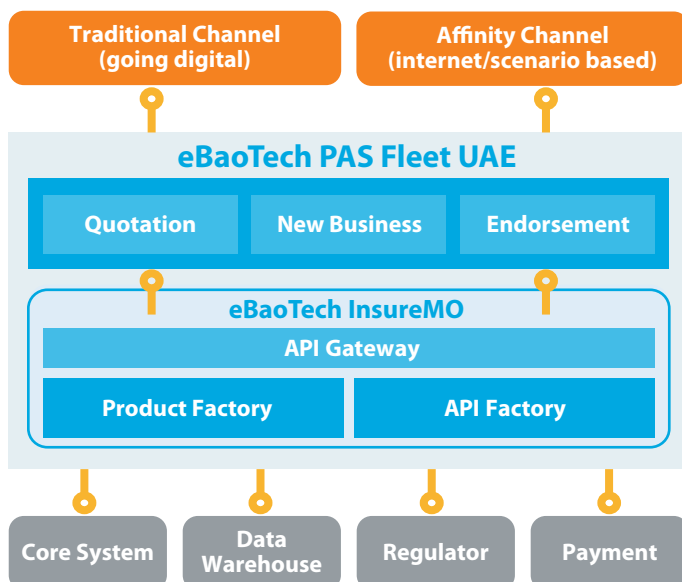 Traditional Channel
(going digital)
Affinity Channel
(internet/scenario based)
eBaoTech PAS Fleet UAE
Quotation
New Business
Endorsement
eBaoTech InsureMO
API Gateway
Product Factory
API Factory
Core System
Data
Warehouse
Regulator
Payment